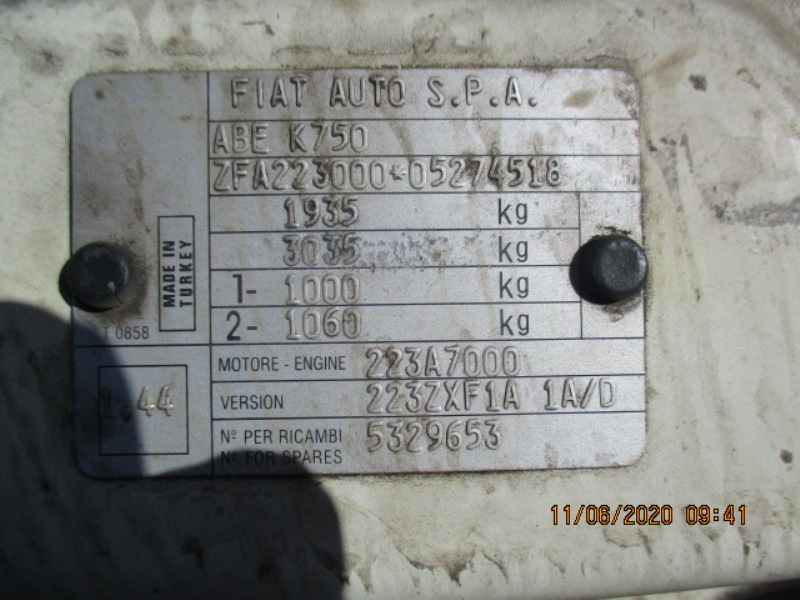 FIAT AUTO S.P.A.
ABE K750
ZFA223000*05274518
1935 kg
3035 kg
1- 1000 kg
2- 1060 kg
MADE IN
TURKEY
T 0858
1.44
MOTORE - ENGINE 223A7000
VERSION 223ZXF1A 1A/D
Nº PER RICAMBI 5329653
Nº FOR SPARES
11/06/2020 09:41